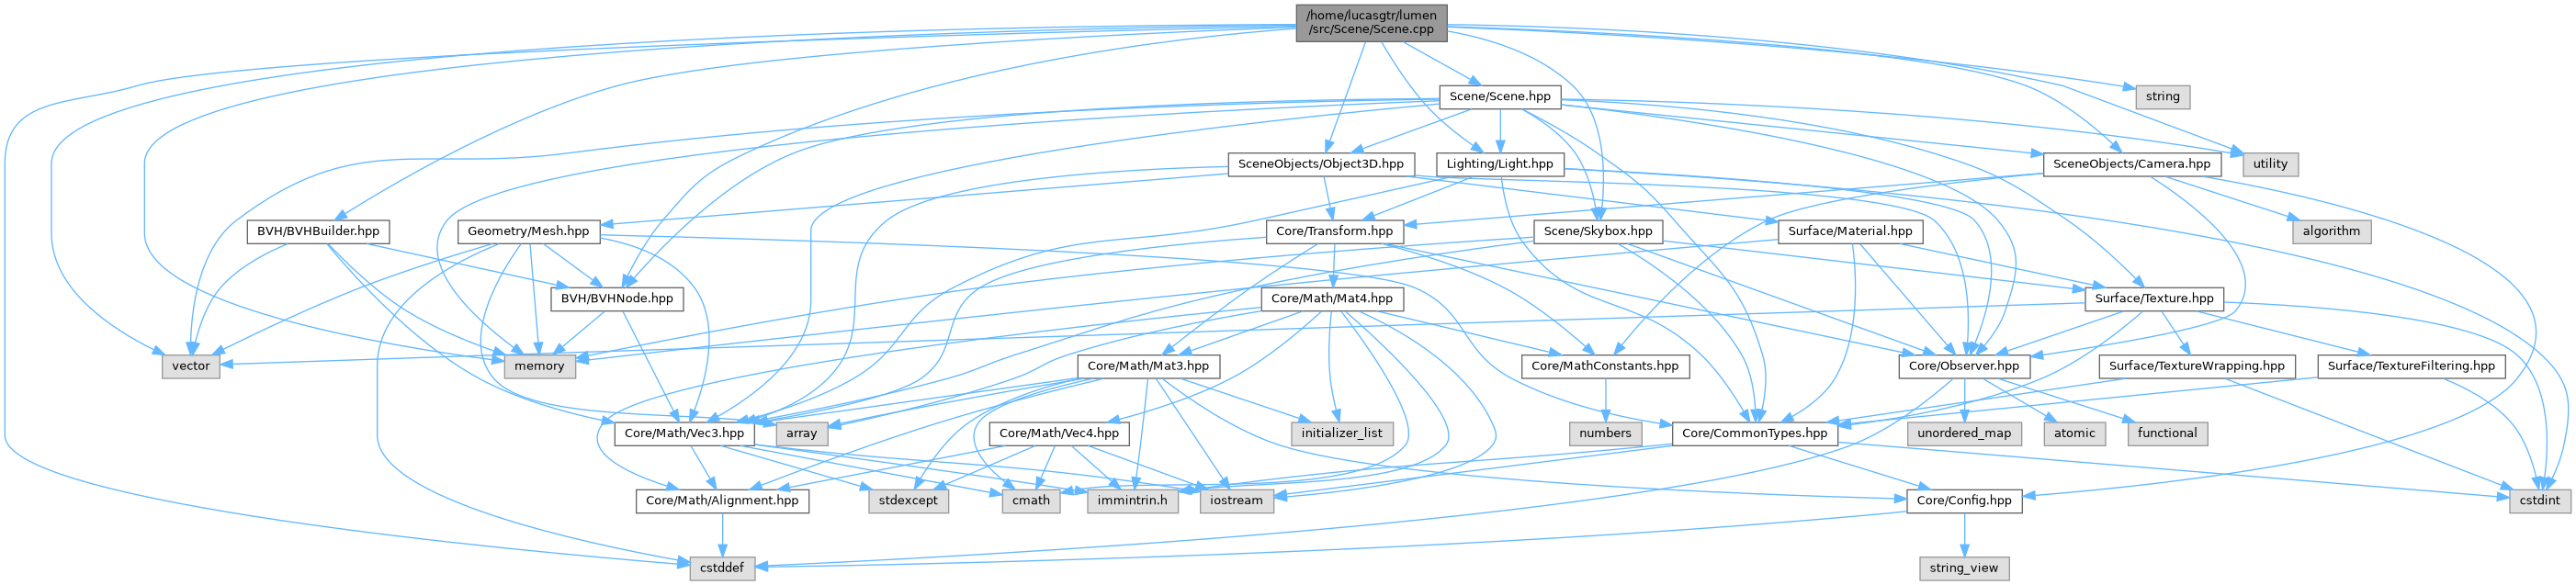 /home/lucasgtr/lumen
/src/Scene/Scene.cpp
Scene/Scene.hpp
string
SceneObjects/Object3D.hpp
Lighting/Light.hpp
SceneObjects/Camera.hpp
utility
BVH/BVHBuilder.hpp
Geometry/Mesh.hpp
Core/Transform.hpp
Scene/Skybox.hpp
Surface/Material.hpp
algorithm
BVH/BVHNode.hpp
Core/Math/Mat4.hpp
Surface/Texture.hpp
vector
memory
Core/Math/Mat3.hpp
Core/MathConstants.hpp
Core/Observer.hpp
Surface/TextureWrapping.hpp
Surface/TextureFiltering.hpp
Core/Math/Vec3.hpp
array
Core/Math/Vec4.hpp
initializer_list
numbers
Core/CommonTypes.hpp
unordered_map
atomic
functional
Core/Math/Alignment.hpp
stdexcept
cmath
immintrin.h
iostream
Core/Config.hpp
cstdint
cstddef
string_view